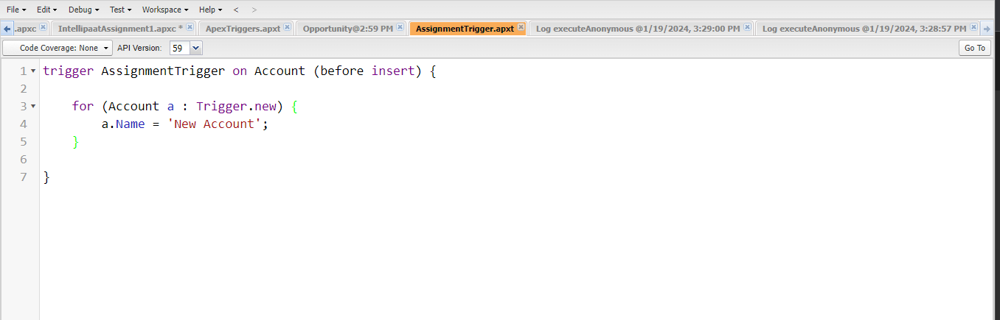 File Edit Debug Test Workspace Help < >
.apxc IntellipaatAssignment1.apxc * ApexTriggers.apxt Opportunity@2:59 PM AssignmentTrigger.apxt Log executeAnonymous @1/19/2024, 3:29:00 PM Log executeAnonymous @1/19/2024, 3:28:57 PM
Code Coverage: None API Version: 59 Go To
1 trigger AssignmentTrigger on Account (before insert) {
2
3 for (Account a : Trigger.new) {
4 a.Name = 'New Account';
5 }
6
7 }